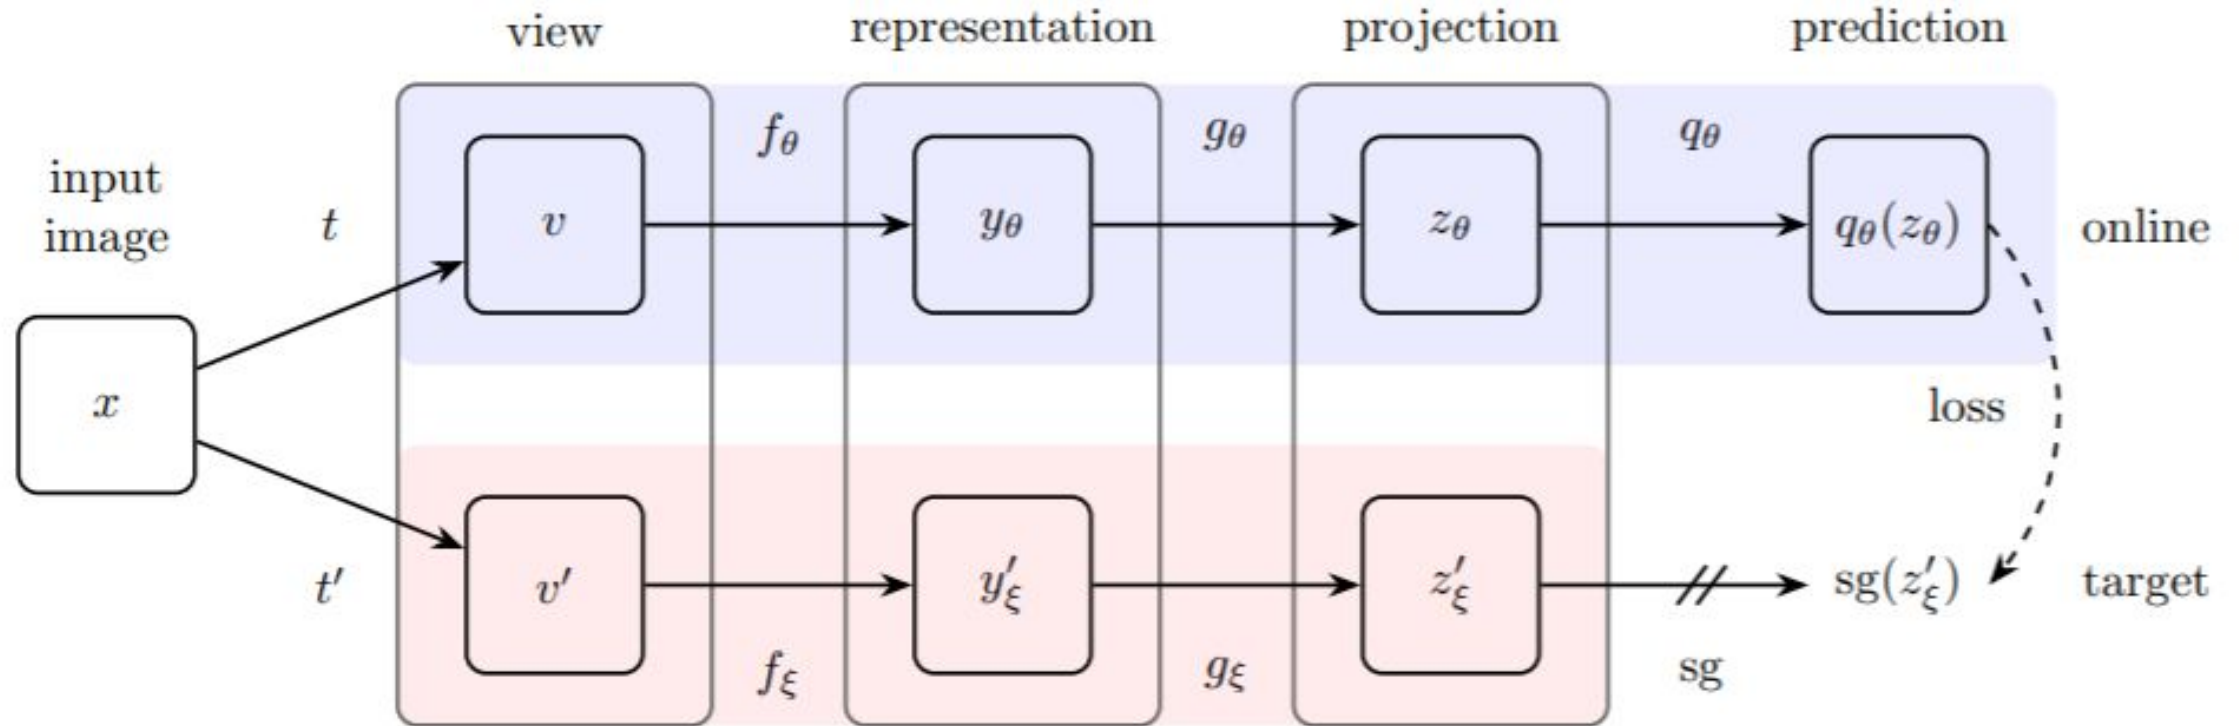 view representation projection prediction
input
image
t f_θ g_θ q_θ
v y_θ z_θ q_θ(z_θ) online
x
loss
t′ v′ y′_ξ z′_ξ sg(z′_ξ) target
f_ξ g_ξ sg